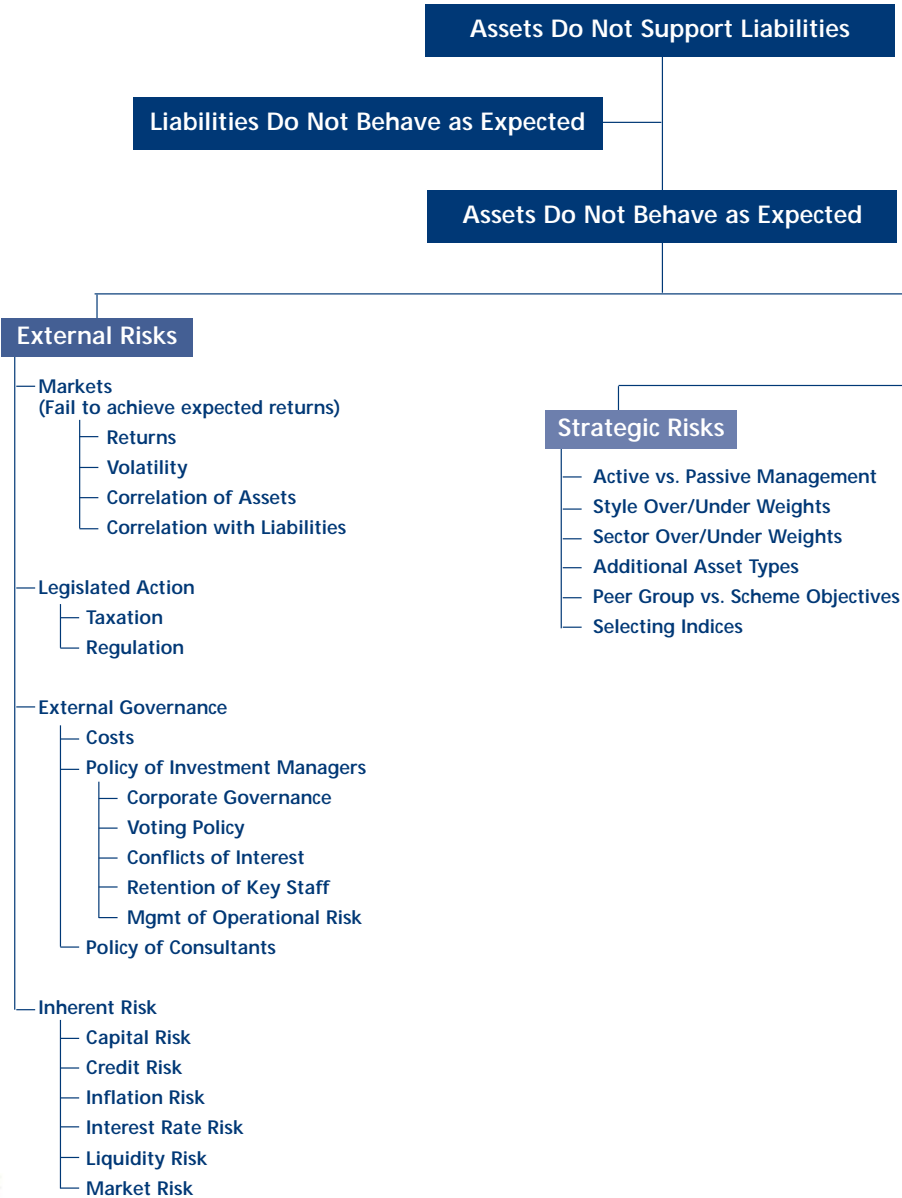 Assets Do Not Support Liabilities
Liabilities Do Not Behave as Expected
Assets Do Not Behave as Expected
External Risks
Markets
(Fail to achieve expected returns)
Returns
Volatility
Correlation of Assets
Correlation with Liabilities
Legislated Action
Taxation
Regulation
External Governance
Costs
Policy of Investment Managers
Corporate Governance
Voting Policy
Conflicts of Interest
Retention of Key Staff
Mgmt of Operational Risk
Policy of Consultants
Inherent Risk
Capital Risk
Credit Risk
Inflation Risk
Interest Rate Risk
Liquidity Risk
Market Risk
Strategic Risks
Active vs. Passive Management
Style Over/Under Weights
Sector Over/Under Weights
Additional Asset Types
Peer Group vs. Scheme Objectives
Selecting Indices